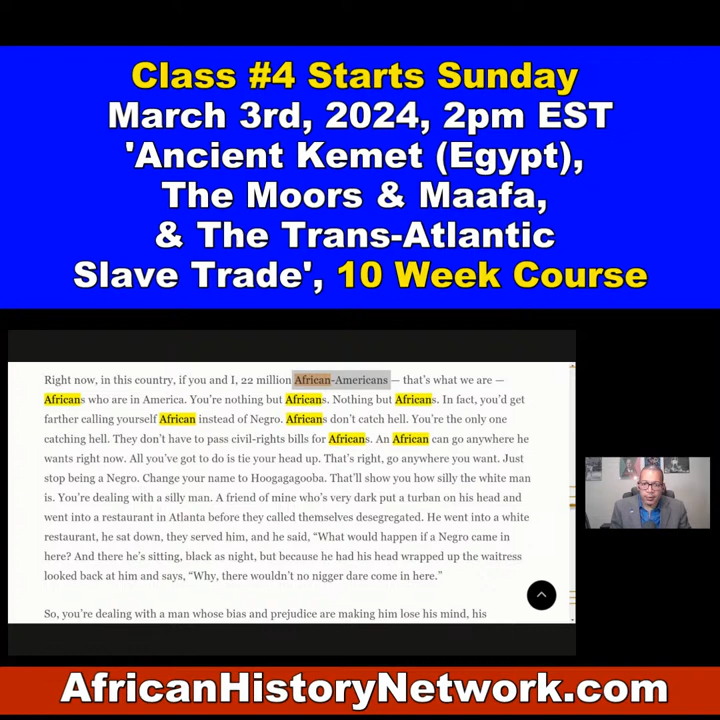 Class #4 Starts Sunday
March 3rd, 2024, 2pm EST
'Ancient Kemet (Egypt),
The Moors & Maafa,
& The Trans-Atlantic
Slave Trade', 10 Week Course
Right now, in this country, if you and I, 22 million African-Americans — that's what we are —
Africans who are in America. You're nothing but Africans. Nothing but Africans. In fact, you'd get
farther calling yourself African instead of Negro. Africans don't catch hell. You're the only one
catching hell. They don't have to pass civil-rights bills for Africans. An African can go anywhere he
wants right now. All you've got to do is tie your head up. That's right, go anywhere you want. Just
stop being a Negro. Change your name to Hoogagagooba. That'll show you how silly the white man
is. You're dealing with a silly man. A friend of mine who's very dark put a turban on his head and
went into a restaurant in Atlanta before they called themselves desegregated. He went into a white
restaurant, he sat down, they served him, and he said, “What would happen if a Negro came in
here? And there he's sitting, black as night, but because he had his head wrapped up the waitress
looked back at him and says, “Why, there wouldn't no nigger dare come in here.”
So, you're dealing with a man whose bias and prejudice are making him lose his mind, his
AfricanHistoryNetwork.com